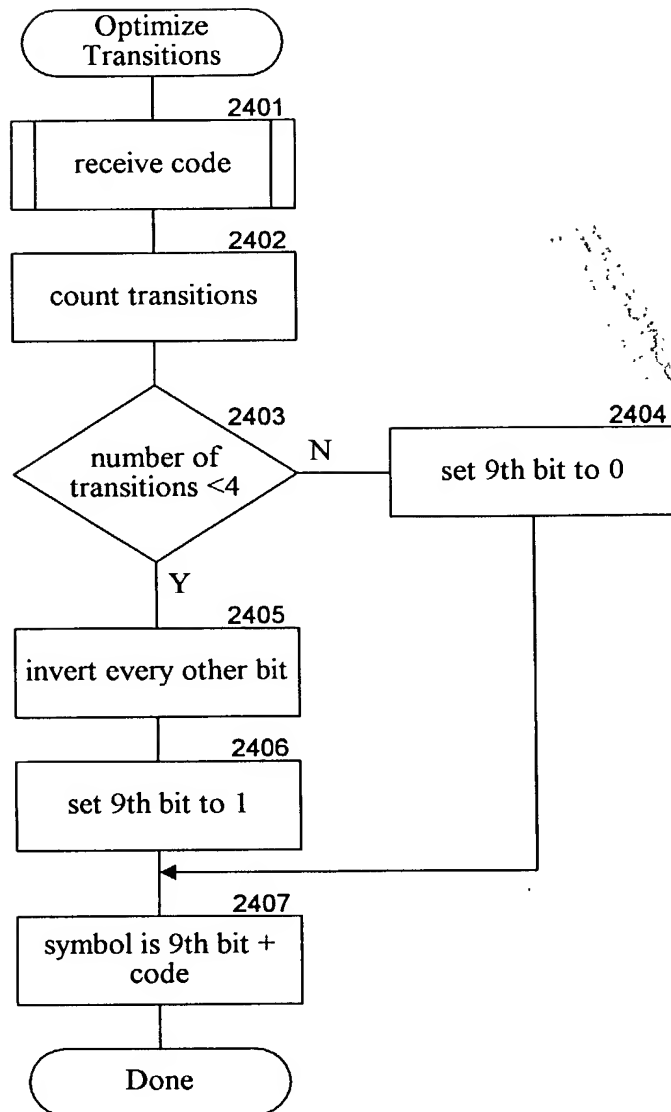 Optimize
Transitions
2401
receive code
2402
count transitions
2403
number of
transitions <4
N
2404
set 9th bit to 0
Y
2405
invert every other bit
2406
set 9th bit to 1
2407
symbol is 9th bit +
code
Done